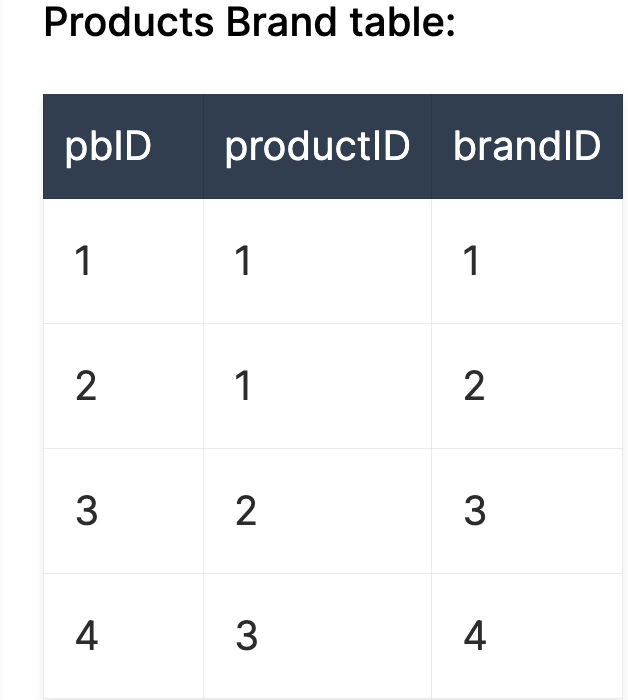 Products Brand table:
pbID productID brandID
1 1 1
2 1 2
3 2 3
4 3 4